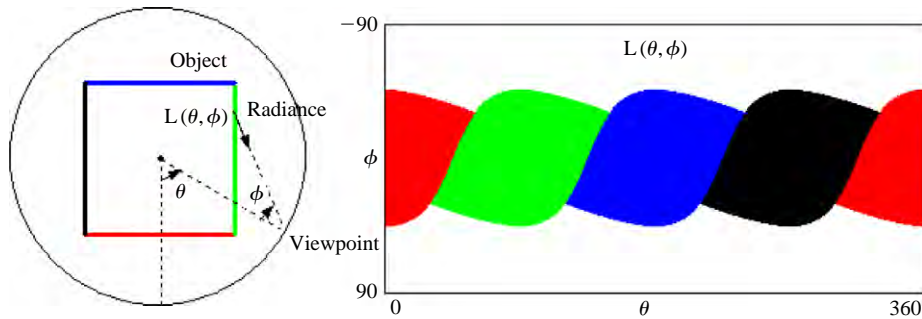 Object
Radiance
L(θ, ϕ)
θ
ϕ
Viewpoint
−90
L(θ, ϕ)
ϕ
90
0
θ
360